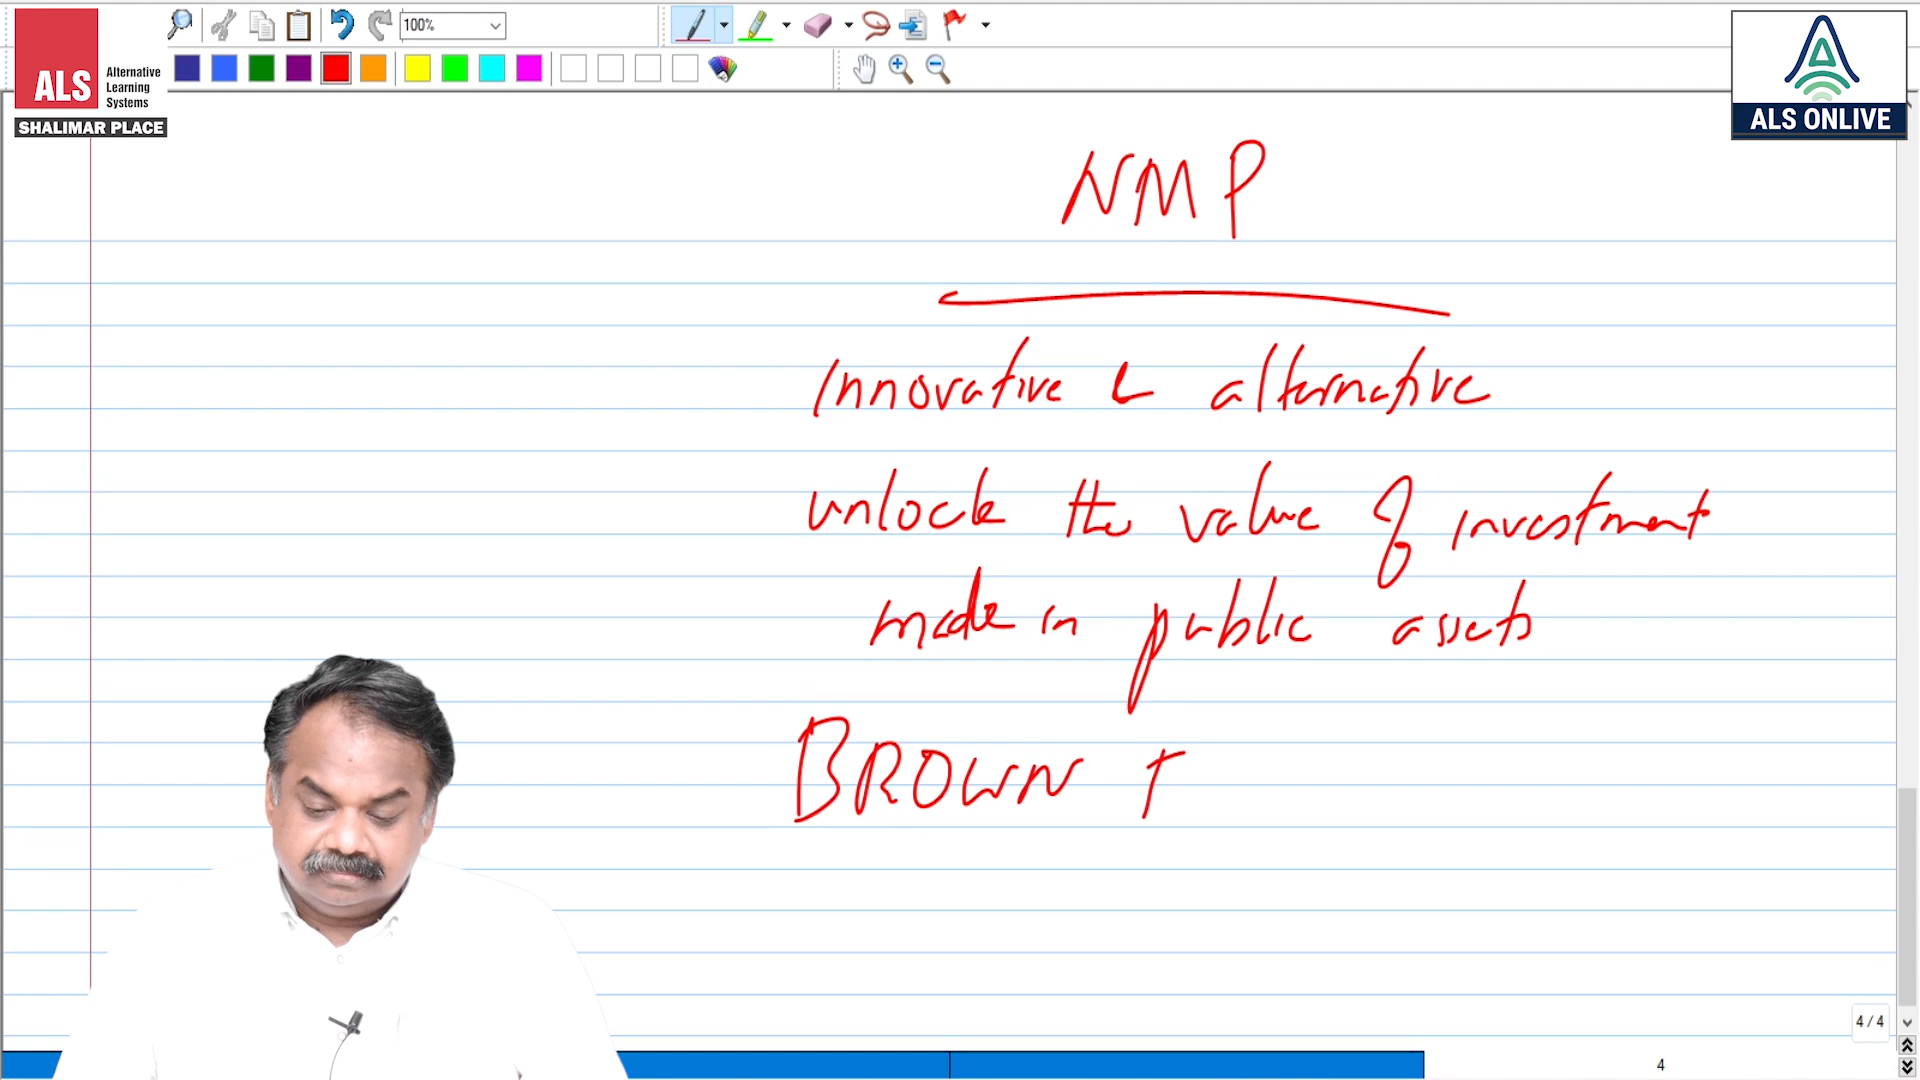 100%
ALS
Alternative
Learning
Systems
SHALIMAR PLACE
ALS ONLIVE
NMP
Innovative & alternative
unlock the value of investment
made in public assets
BROWN F
4 / 4
4